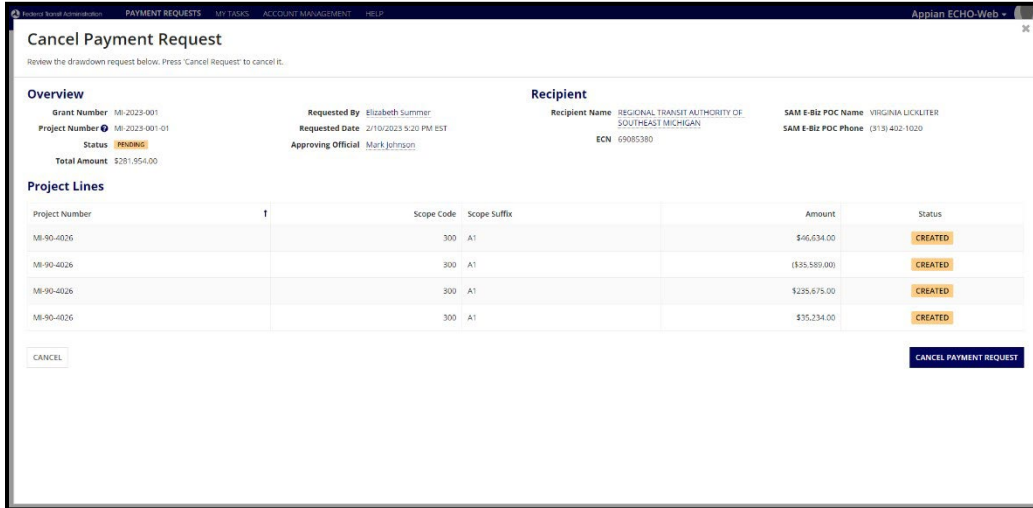 Federal Transit Administration PAYMENT REQUESTS MY TASKS ACCOUNT MANAGEMENT HELP Appian ECHO-Web
Cancel Payment Request
Review the drawdown request below. Press 'Cancel Request' to cancel it.
Overview
Grant Number MI-2023-001
Project Number MI-2023-001-01
Status PENDING
Total Amount $281,954.00
Requested By Elizabeth Summer
Requested Date 2/10/2023 5:20 PM EST
Approving Official Mark Johnson
Recipient
Recipient Name REGIONAL TRANSIT AUTHORITY OF
SOUTHEAST MICHIGAN
ECN 69085380
SAM E-Biz POC Name VIRGINIA LICKLITER
SAM E-Biz POC Phone (313) 402-1020
Project Lines
Project Number Scope Code Scope Suffix Amount Status
MI-90-4026 300 A1 $46,634.00 CREATED
MI-90-4026 300 A1 ($35,589.00) CREATED
MI-90-4026 300 A1 $235,675.00 CREATED
MI-90-4026 300 A1 $35,234.00 CREATED
CANCEL CANCEL PAYMENT REQUEST